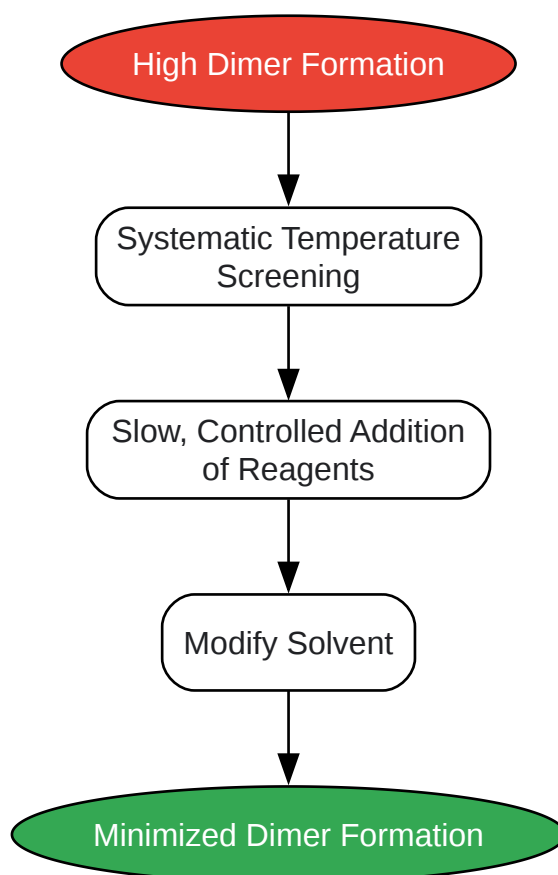 High Dimer Formation
Systematic Temperature
Screening
Slow, Controlled Addition
of Reagents
Modify Solvent
Minimized Dimer Formation